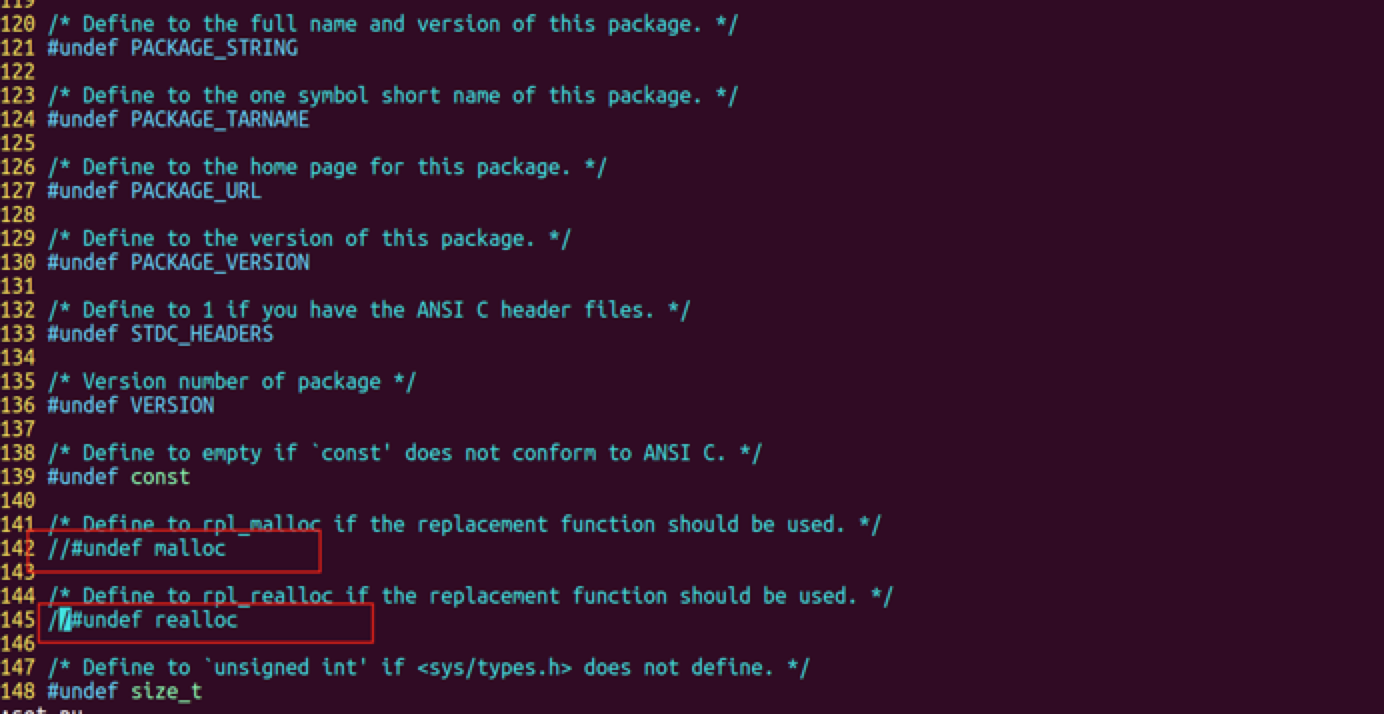 119
120 /* Define to the full name and version of this package. */
121 #undef PACKAGE_STRING
122
123 /* Define to the one symbol short name of this package. */
124 #undef PACKAGE_TARNAME
125
126 /* Define to the home page for this package. */
127 #undef PACKAGE_URL
128
129 /* Define to the version of this package. */
130 #undef PACKAGE_VERSION
131
132 /* Define to 1 if you have the ANSI C header files. */
133 #undef STDC_HEADERS
134
135 /* Version number of package */
136 #undef VERSION
137
138 /* Define to empty if `const' does not conform to ANSI C. */
139 #undef const
140
141 /* Define to rpl_malloc if the replacement function should be used. */
142 //#undef malloc
143
144 /* Define to rpl_realloc if the replacement function should be used. */
145 //#undef realloc
146
147 /* Define to `unsigned int' if <sys/types.h> does not define. */
148 #undef size_t